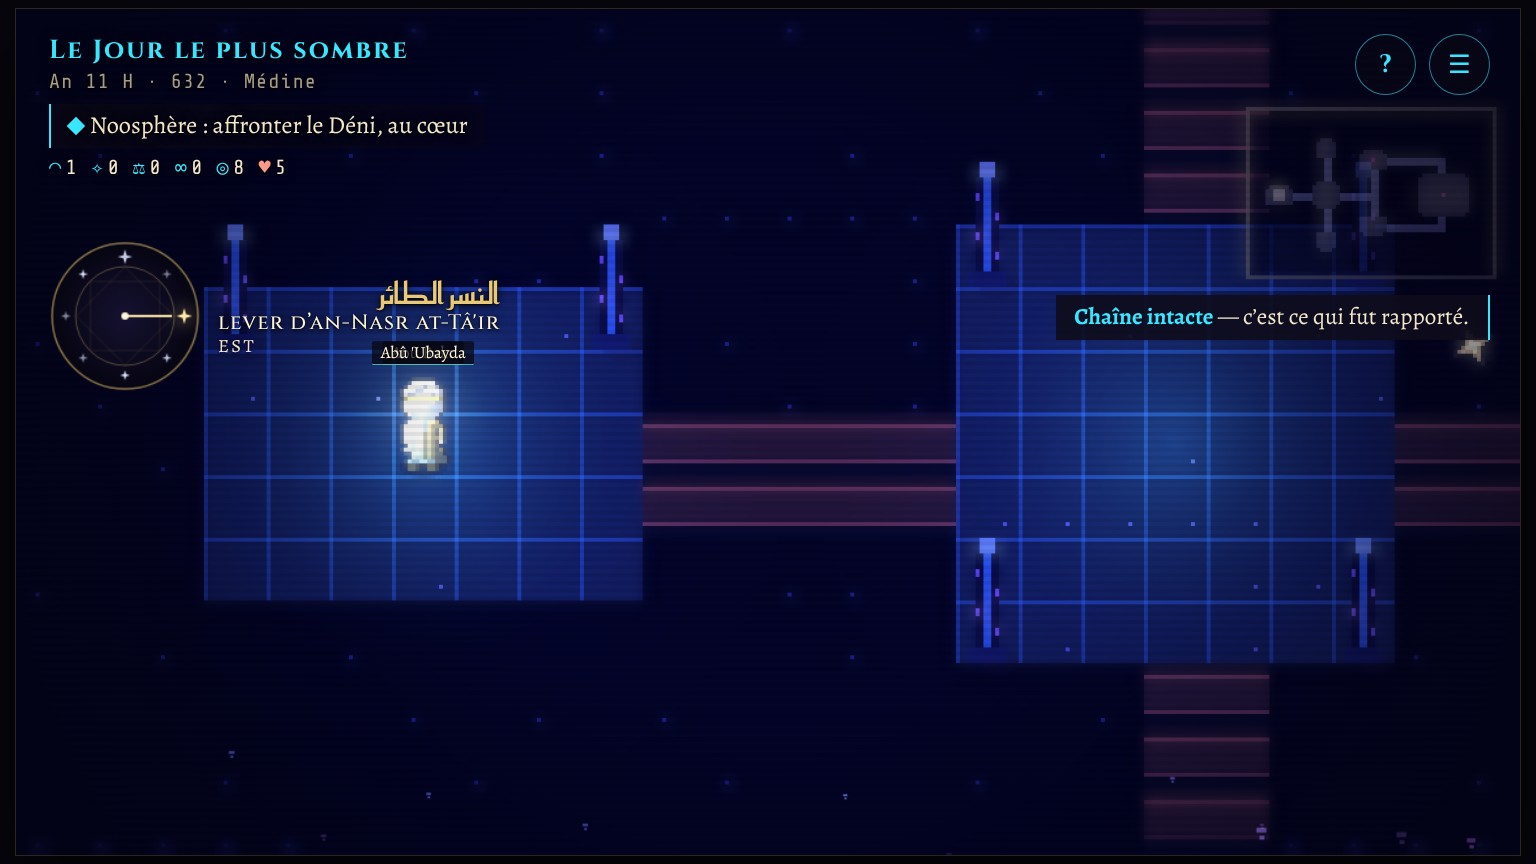 Le Jour le plus sombre
An 11 H · 632 · Médine
◆ Noosphère : affronter le Déni, au cœur
1 0 0 ∞0 8 ♥5
?
☰
النسر الطائر
LEVER D’AN-NASR AT-TÂ’IR
EST
Abû ʿUbayda
Chaîne intacte — c’est ce qui fut rapporté.